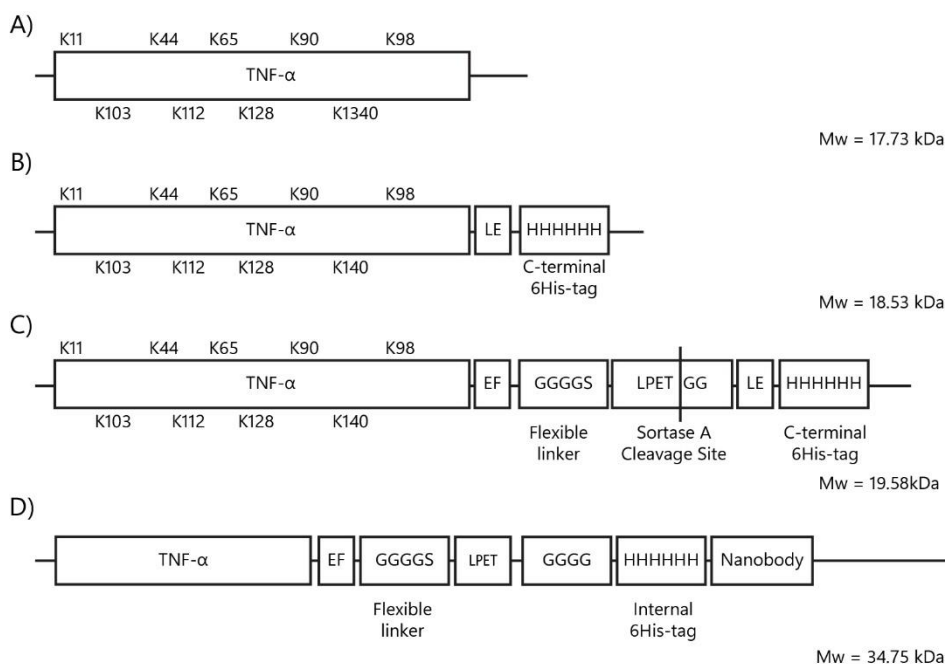 A)
K11 K44 K65 K90 K98
TNF-α
K103 K112 K128 K1340
Mw = 17.73 kDa
B)
K11 K44 K65 K90 K98
TNF-α LE HHHHHH
K103 K112 K128 K140
C-terminal
6His-tag
Mw = 18.53 kDa
C)
K11 K44 K65 K90 K98
TNF-α EF GGGGS LPET GG LE HHHHHH
K103 K112 K128 K140
Flexible Sortase A C-terminal
linker Cleavage Site 6His-tag
Mw = 19.58kDa
D)
TNF-α EF GGGGS LPET GGGG HHHHHH Nanobody
Flexible Internal
linker 6His-tag
Mw = 34.75 kDa